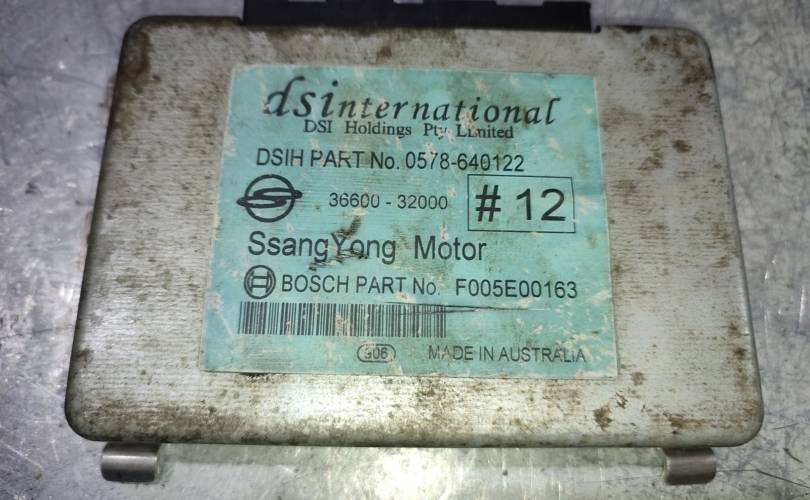 dsinternational
DSI Holdings Pty Limited
DSIH PART No. 0578-640122
36600 - 32000
# 12
SsangYong Motor
BOSCH PART No. F005E00163
G06
MADE IN AUSTRALIA